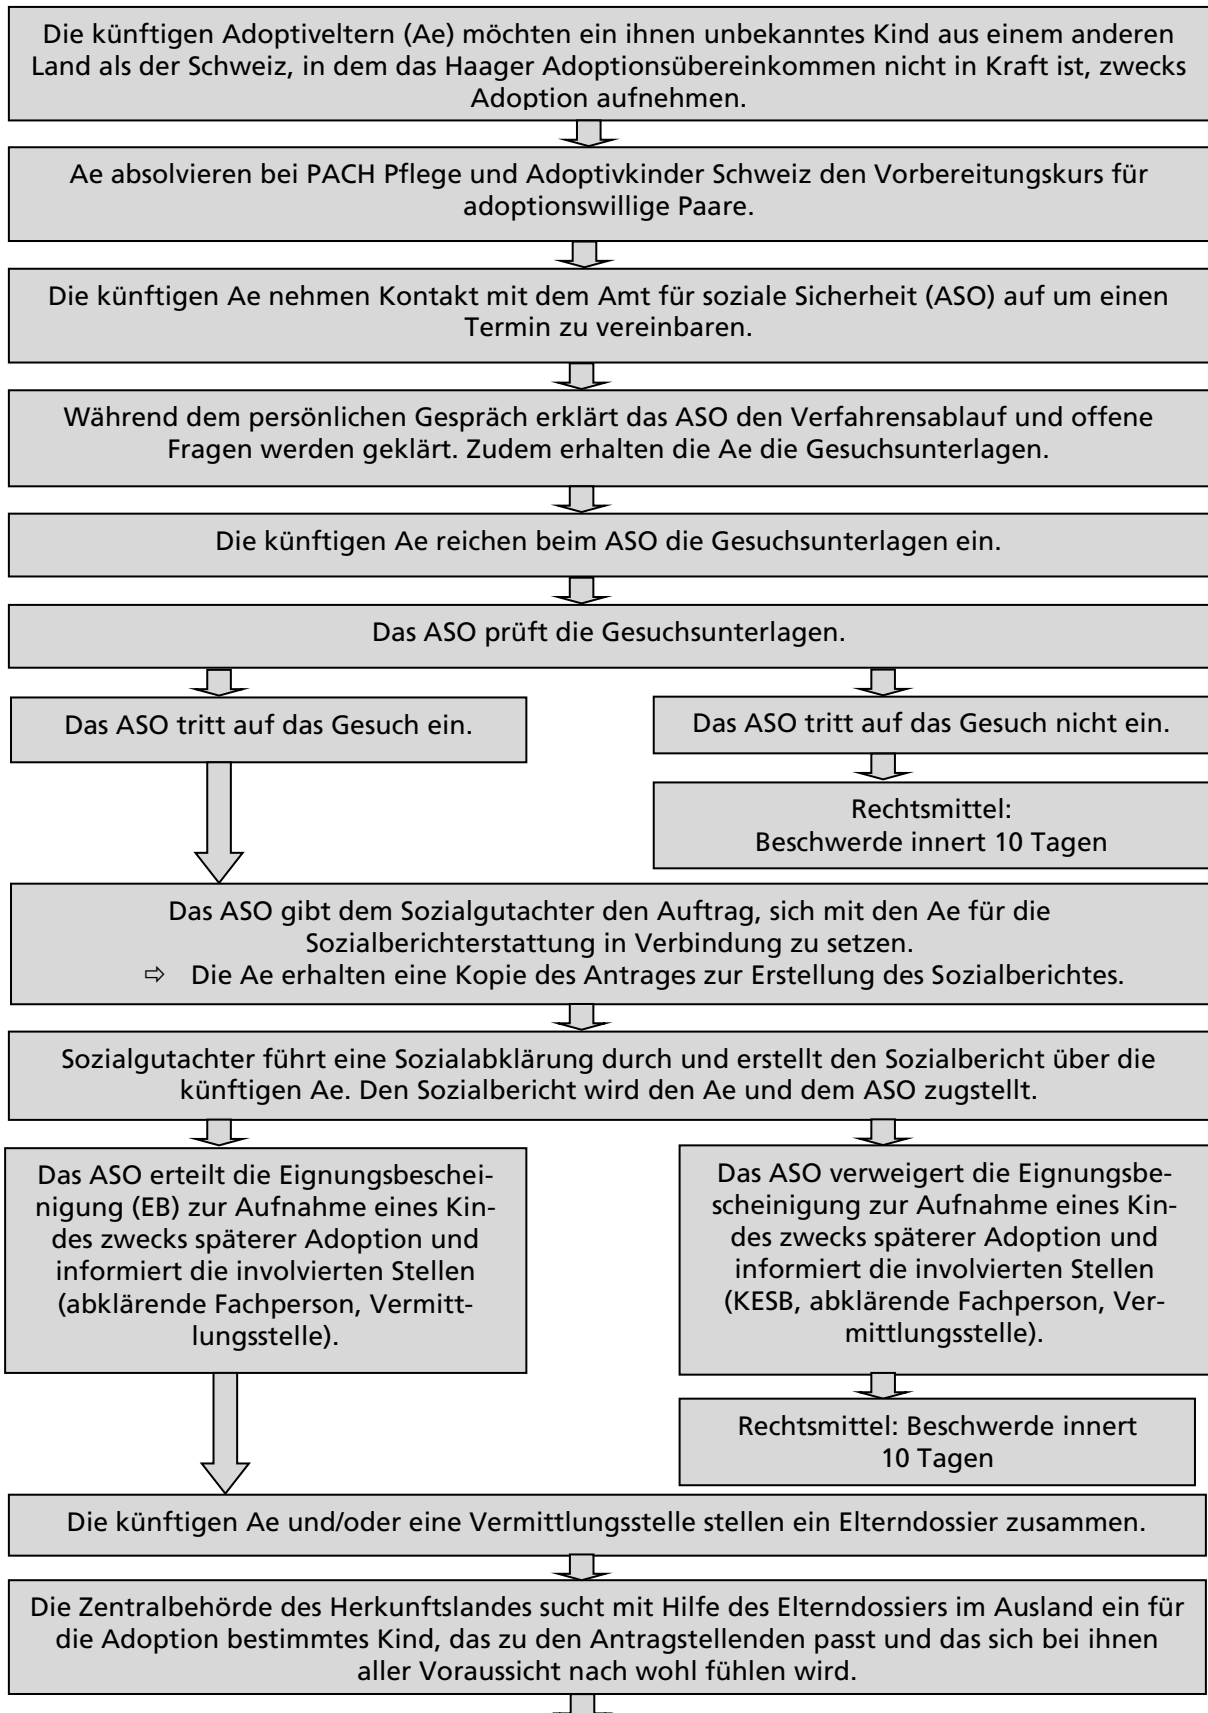 Die künftigen Adoptiveltern (Ae) möchten ein ihnen unbekanntes Kind aus einem anderen
Land als der Schweiz, in dem das Haager Adoptionsübereinkommen nicht in Kraft ist, zwecks
Adoption aufnehmen.
Ae absolvieren bei PACH Pflege und Adoptivkinder Schweiz den Vorbereitungskurs für
adoptionswillige Paare.
Die künftigen Ae nehmen Kontakt mit dem Amt für soziale Sicherheit (ASO) auf um einen
Termin zu vereinbaren.
Während dem persönlichen Gespräch erklärt das ASO den Verfahrensablauf und offene
Fragen werden geklärt. Zudem erhalten die Ae die Gesuchsunterlagen.
Die künftigen Ae reichen beim ASO die Gesuchsunterlagen ein.
Das ASO prüft die Gesuchsunterlagen.
Das ASO tritt auf das Gesuch ein.
Das ASO tritt auf das Gesuch nicht ein.
Rechtsmittel:
Beschwerde innert 10 Tagen
Das ASO gibt dem Sozialgutachter den Auftrag, sich mit den Ae für die
Sozialberichterstattung in Verbindung zu setzen.
⇨ Die Ae erhalten eine Kopie des Antrages zur Erstellung des Sozialberichtes.
Sozialgutachter führt eine Sozialabklärung durch und erstellt den Sozialbericht über die
künftigen Ae. Den Sozialbericht wird den Ae und dem ASO zugstellt.
Das ASO erteilt die Eignungsbeschei-
nigung (EB) zur Aufnahme eines Kin-
des zwecks späterer Adoption und
informiert die involvierten Stellen
(abklärende Fachperson, Vermitt-
lungsstelle).
Das ASO verweigert die Eignungsbe-
scheinigung zur Aufnahme eines Kin-
des zwecks späterer Adoption und
informiert die involvierten Stellen
(KESB, abklärende Fachperson, Ver-
mittlungsstelle).
Rechtsmittel: Beschwerde innert
10 Tagen
Die künftigen Ae und/oder eine Vermittlungsstelle stellen ein Elterndossier zusammen.
Die Zentralbehörde des Herkunftslandes sucht mit Hilfe des Elterndossiers im Ausland ein für
die Adoption bestimmtes Kind, das zu den Antragstellenden passt und das sich bei ihnen
aller Voraussicht nach wohl fühlen wird.